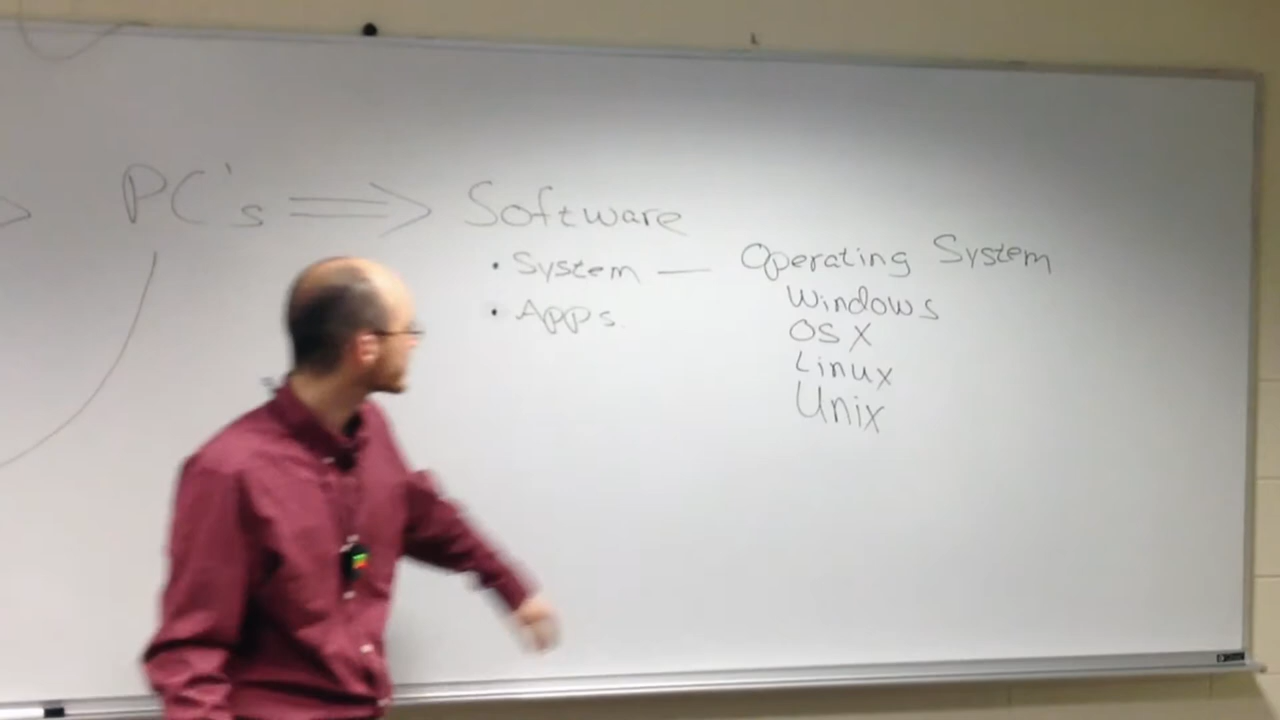 PC's ⟹ Software
• System — Operating System
• Apps
Windows
OS X
Linux
Unix